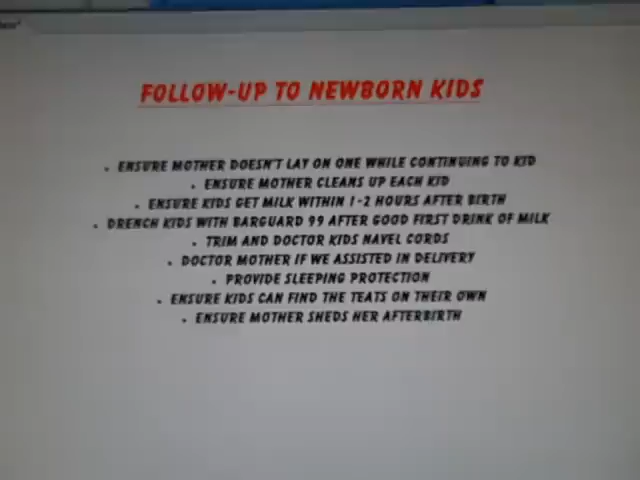 FOLLOW-UP TO NEWBORN KIDS
• ENSURE MOTHER DOESN'T LAY ON ONE WHILE CONTINUING TO KID
• ENSURE MOTHER CLEANS UP EACH KID
• ENSURE KIDS GET MILK WITHIN 1-2 HOURS AFTER BIRTH
• DRENCH KIDS WITH BARGUARD 99 AFTER GOOD FIRST DRINK OF MILK
• TRIM AND DOCTOR KIDS NAVEL CORDS
• DOCTOR MOTHER IF WE ASSISTED IN DELIVERY
• PROVIDE SLEEPING PROTECTION
• ENSURE KIDS CAN FIND THE TEATS ON THEIR OWN
• ENSURE MOTHER SHEDS HER AFTERBIRTH